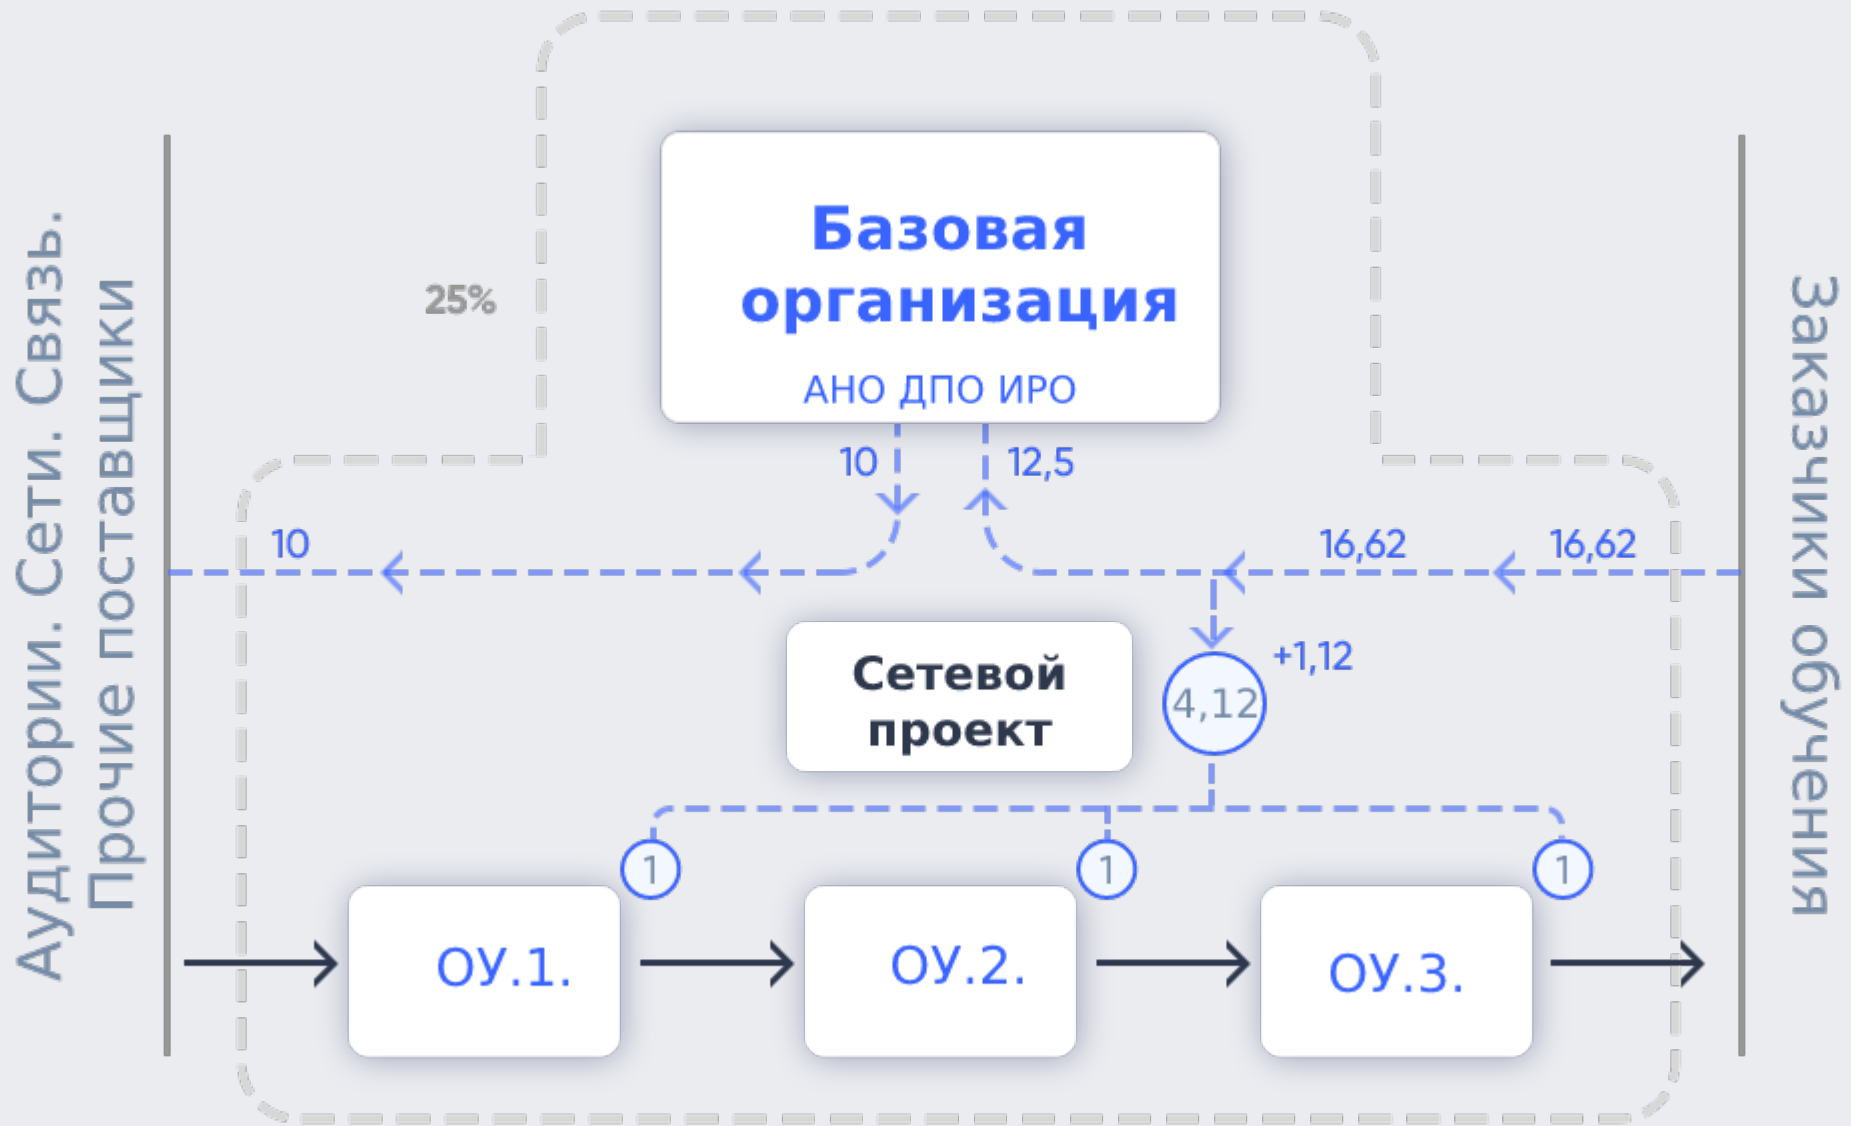 Аудитории. Сети. Связь.
Прочие поставщики
25%
Базовая
организация
АНО ДПО ИРО
10
12,5
10
16,62
16,62
+1,12
Сетевой
проект
4,12
1
1
1
ОУ.1.
ОУ.2.
ОУ.3.
Заказчики обучения